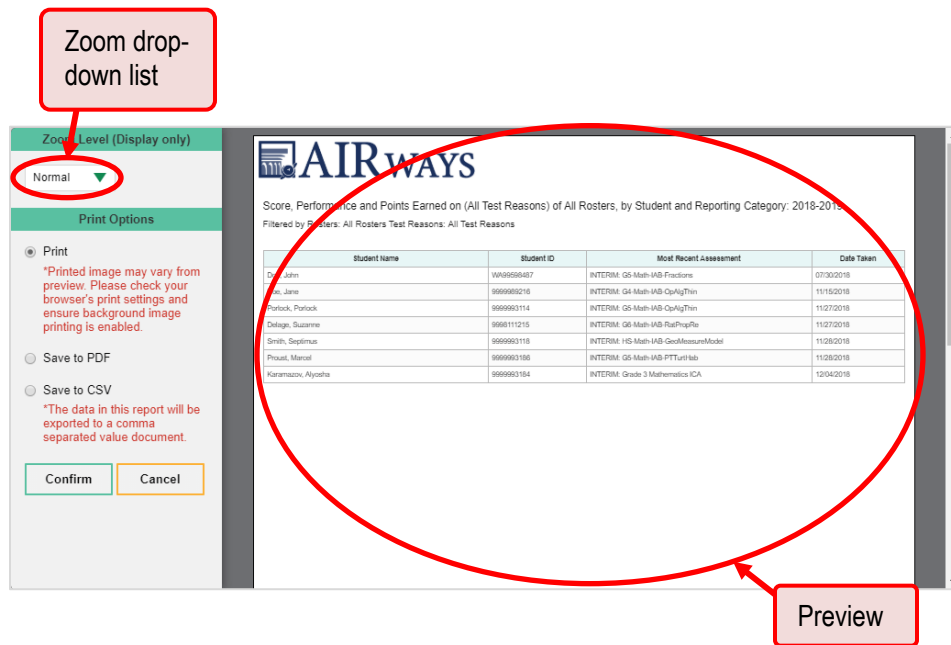 Zoom drop-
down list
Zoom Level (Display only)
Normal
Print Options
Print
*Printed image may vary from
preview. Please check your
browser's print settings and
ensure background image
printing is enabled.
Save to PDF
Save to CSV
*The data in this report will be
exported to a comma
separated value document.
Confirm Cancel
AIRWAYS
Score, Performance and Points Earned on (All Test Reasons) of All Rosters, by Student and Reporting Category: 2018-2019
Filtered by Rosters: All Rosters Test Reasons: All Test Reasons
Student Name Student ID Most Recent Assessment Date Taken
Doe, John WA99598487 INTERIM: G5-Math-IAB-Fractions 07/30/2018
Doe, Jane 9999989216 INTERIM: G4-Math-IAB-OpAlgThin 11/15/2018
Porlock, Porlock 9999993114 INTERIM: G5-Math-IAB-OpAlgThin 11/27/2018
Delage, Suzanne 9998111215 INTERIM: G6-Math-IAB-RatPropRe 11/27/2018
Smith, Septimus 9999993118 INTERIM: HS-Math-IAB-GeoMeasureModel 11/28/2018
Proust, Marcel 9999993186 INTERIM: G6-Math-IAB-PTTurtHab 11/28/2018
Karamazov, Alyosha 9999993184 INTERIM: Grade 3 Mathematics ICA 12/04/2018
Preview